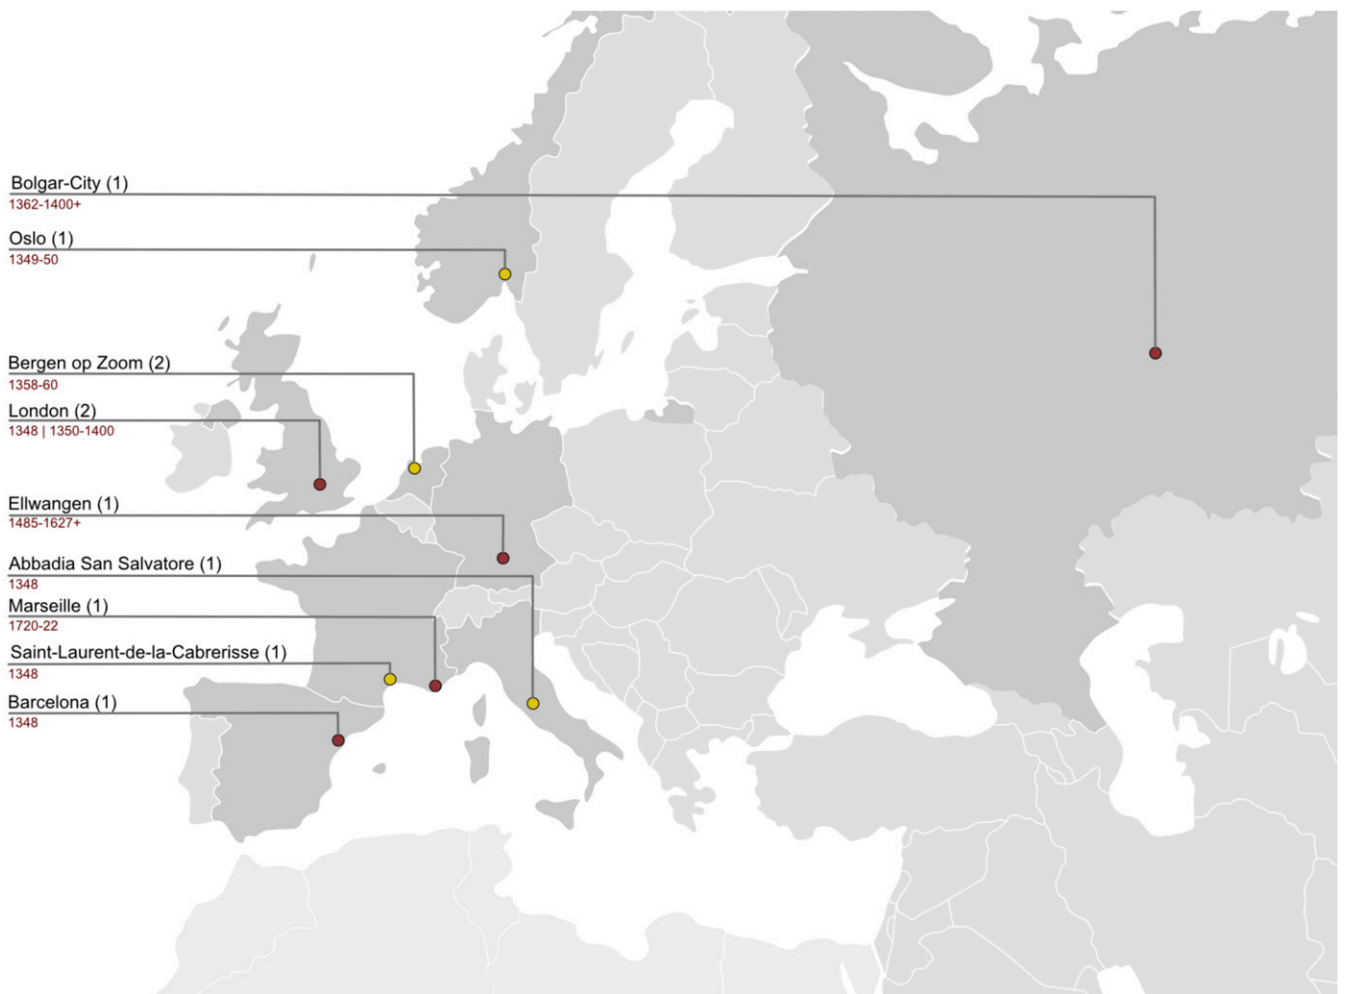 Bolgar-City (1)
1362-1400+
Oslo (1)
1349-50
Bergen op Zoom (2)
1358-60
London (2)
1348 | 1350-1400
Ellwangen (1)
1485-1627+
Abbadia San Salvatore (1)
1348
Marseille (1)
1720-22
Saint-Laurent-de-la-Cabrerisse (1)
1348
Barcelona (1)
1348